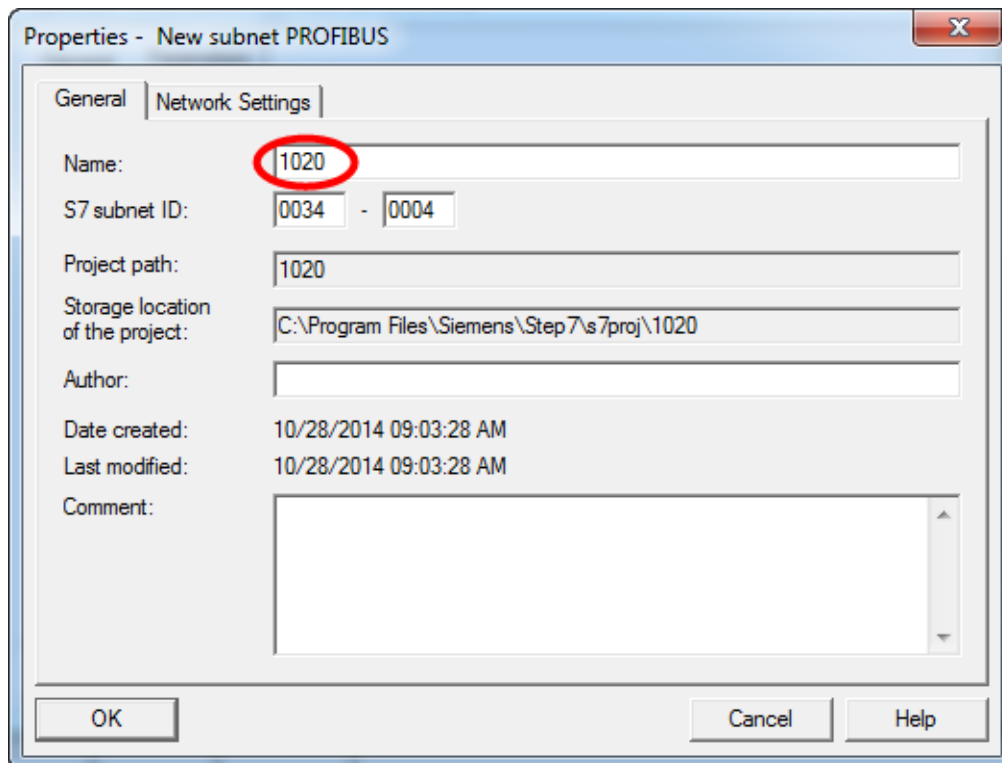 Properties - New subnet PROFIBUS
x
General
Network Settings
Name:
1020
S7 subnet ID:
0034 - 0004
Project path:
1020
Storage location
of the project:
C:\Program Files\Siemens\Step7\s7proj\1020
Author:
Date created:
10/28/2014 09:03:28 AM
Last modified:
10/28/2014 09:03:28 AM
Comment:
OK
Cancel
Help